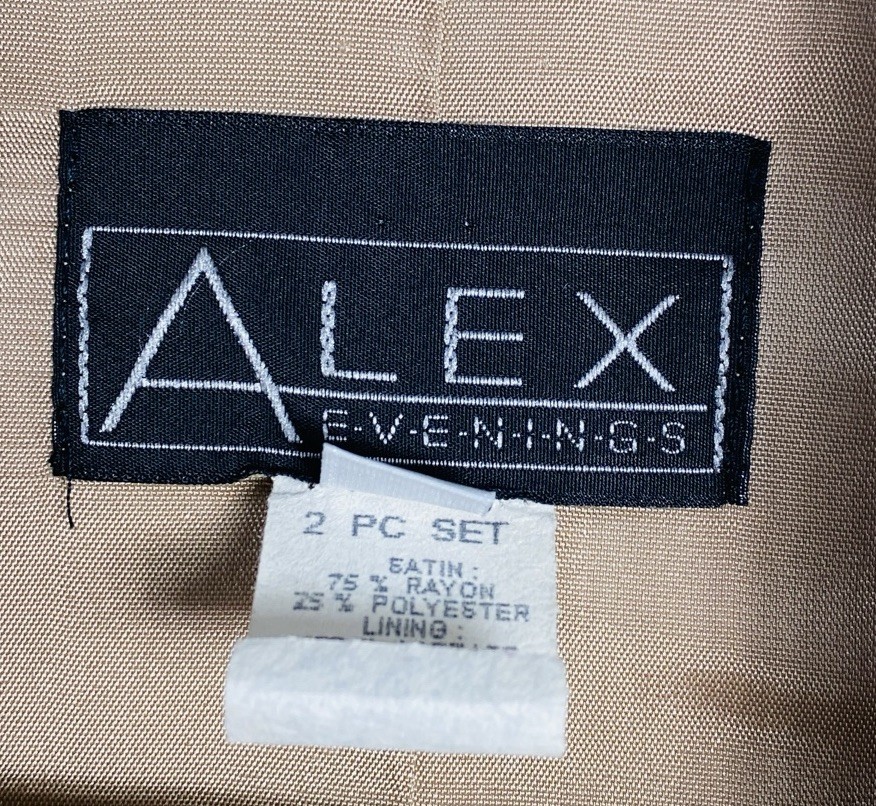 ALEX
E·V·E·N·I·N·G·S
2 PC SET
SATIN :
75 % RAYON
25 % POLYESTER
LINING :